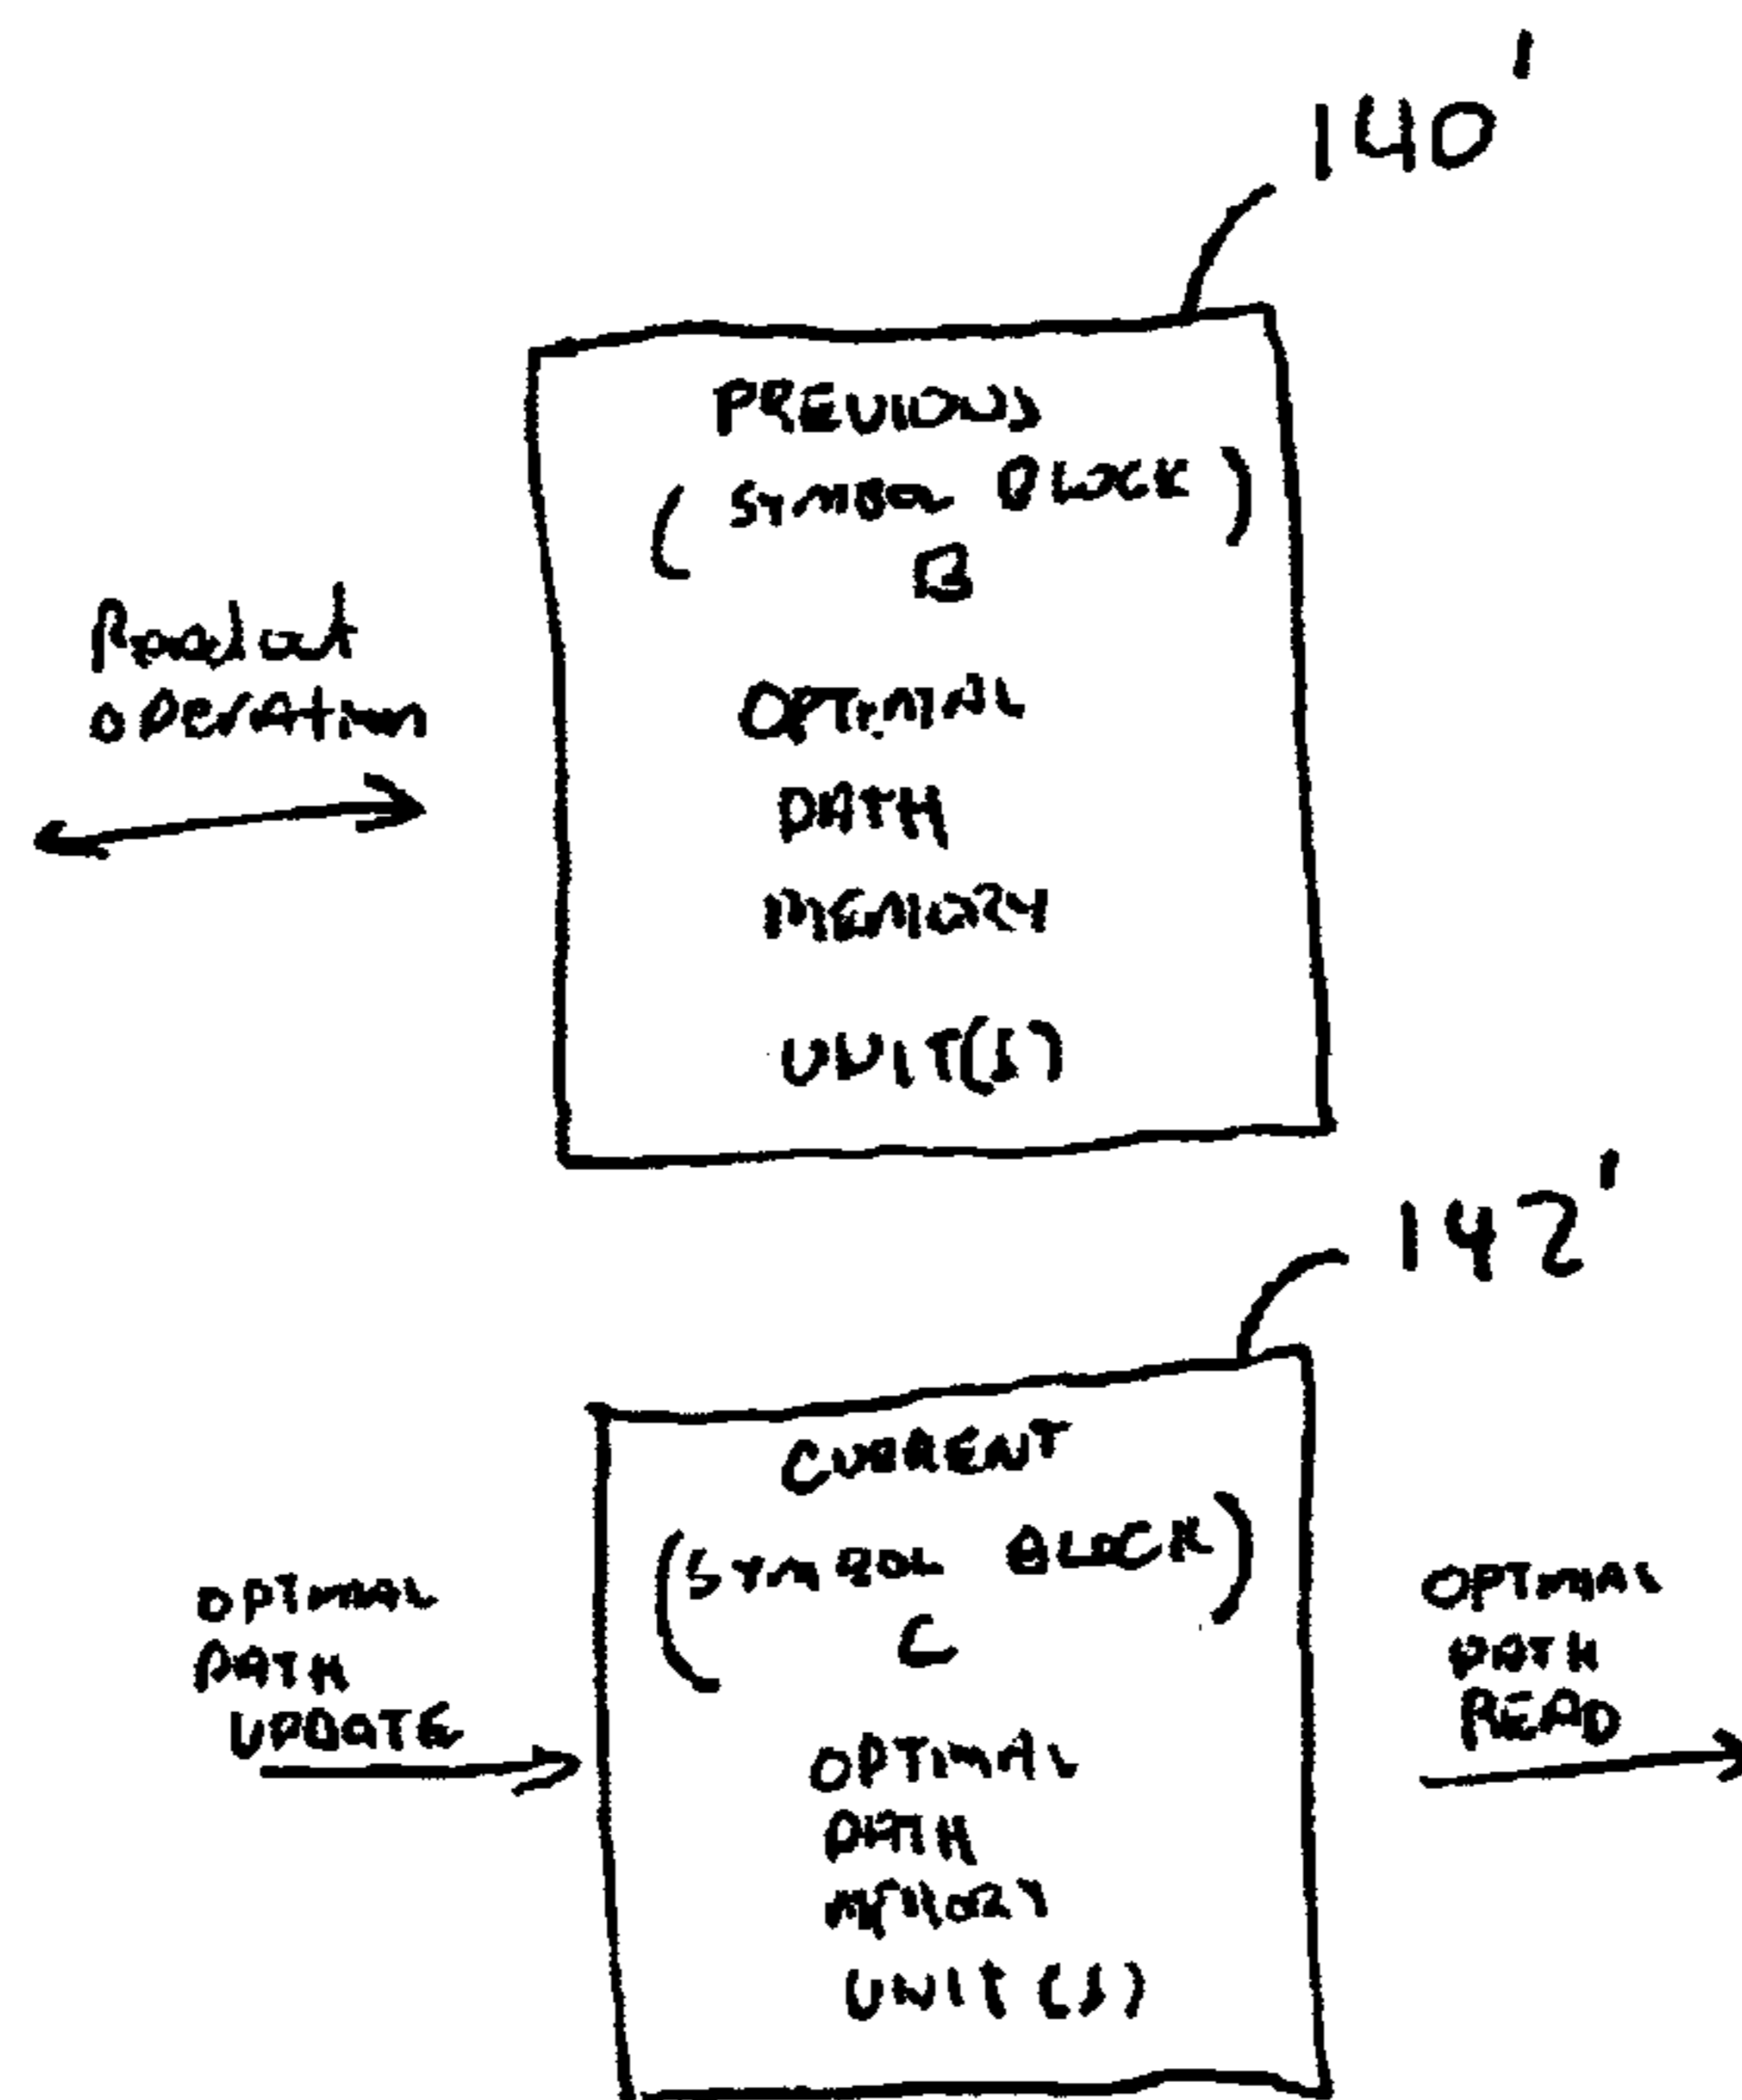 140'
PREVIOUS
( SYMBOL BLOCK )
B
Readout
OPERATION
OPTIMAL
PATH
MEMORY
UNIT(S)
142'
CURRENT
(SYMBOL BLOCK)
C
OPTIMAL
PATH
UPDATE
OPTIMAL
PATH
MEMORY
UNIT (S)
OPTIMAL
PATH
READ